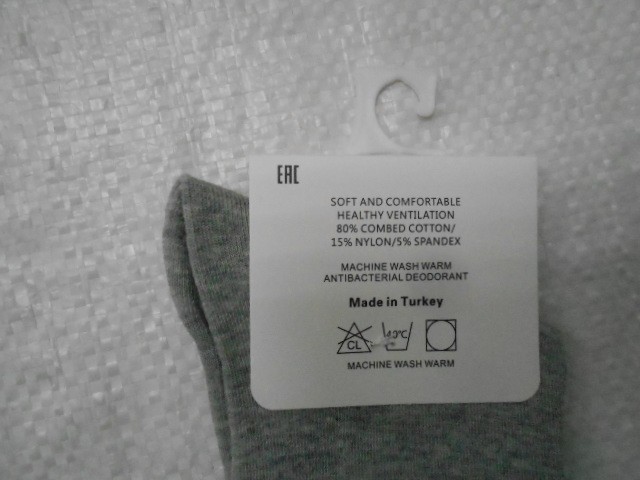 EAC
SOFT AND COMFORTABLE
HEALTHY VENTILATION
80% COMBED COTTON/
15% NYLON/5% SPANDEX
MACHINE WASH WARM
ANTIBACTERIAL DEODORANT
Made in Turkey
CL 40°C
MACHINE WASH WARM